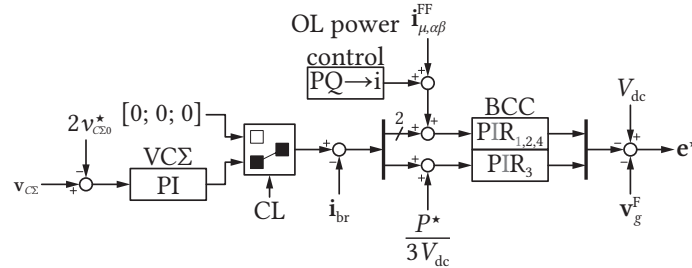 OL power
control
i^FF_μ,αβ
PQ→i
2v*_CΣ0
[0; 0; 0]
2
BCC
V_dc
VCΣ
PIR_1,2,4
v_CΣ
PI
PIR_3
e*
CL
i_br
P*
3V_dc
v^F_g
+
−